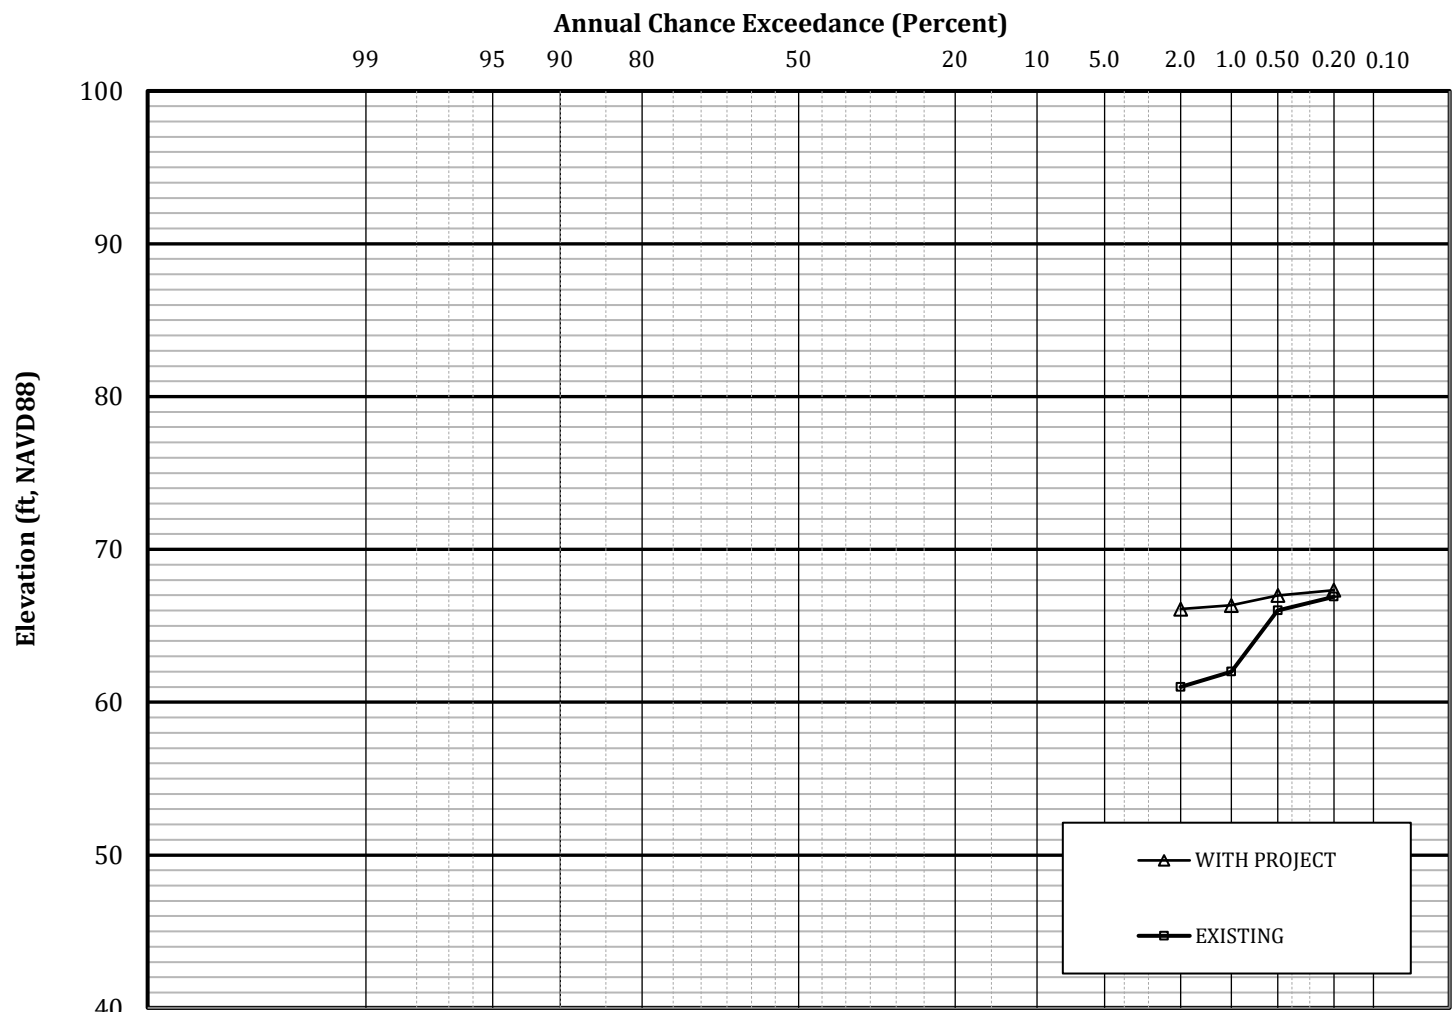 Annual Chance Exceedance (Percent)
99 95 90 80 50 20 10 5.0 2.0 1.0 0.50 0.20 0.10
100
90
80
70
60
50
40
Elevation (ft, NAVD88)
WITH PROJECT
EXISTING